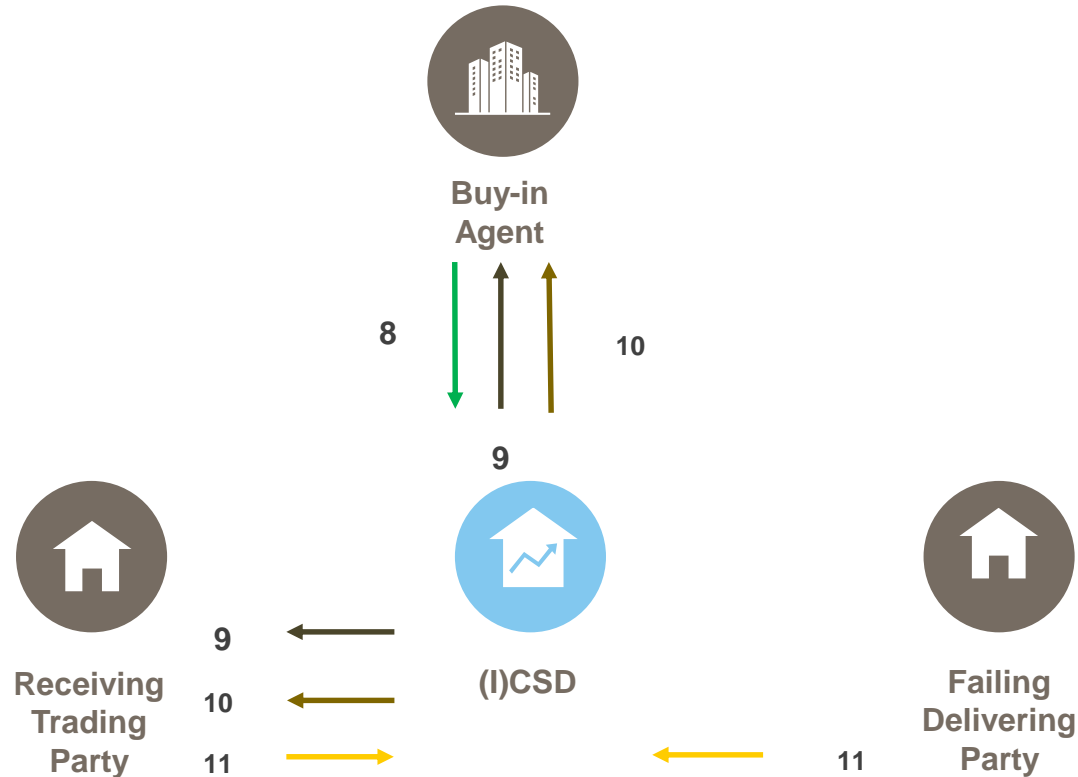 Buy-in
Agent
8
10
9
9
Receiving
Trading
Party
10
11
(I)CSD
Failing
Delivering
Party
11